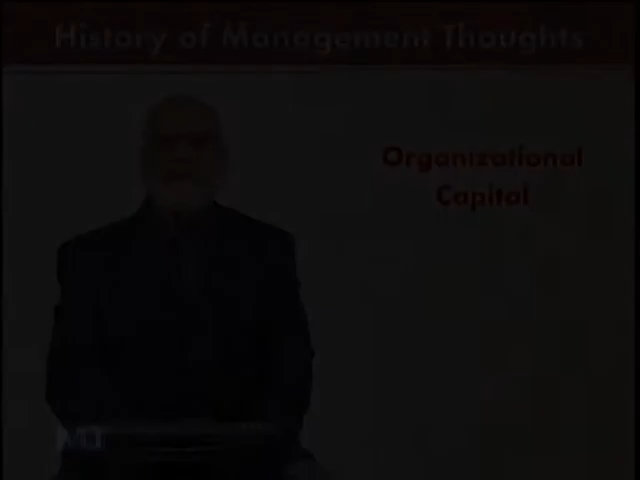 History of Management Thoughts
Organizational
Capital